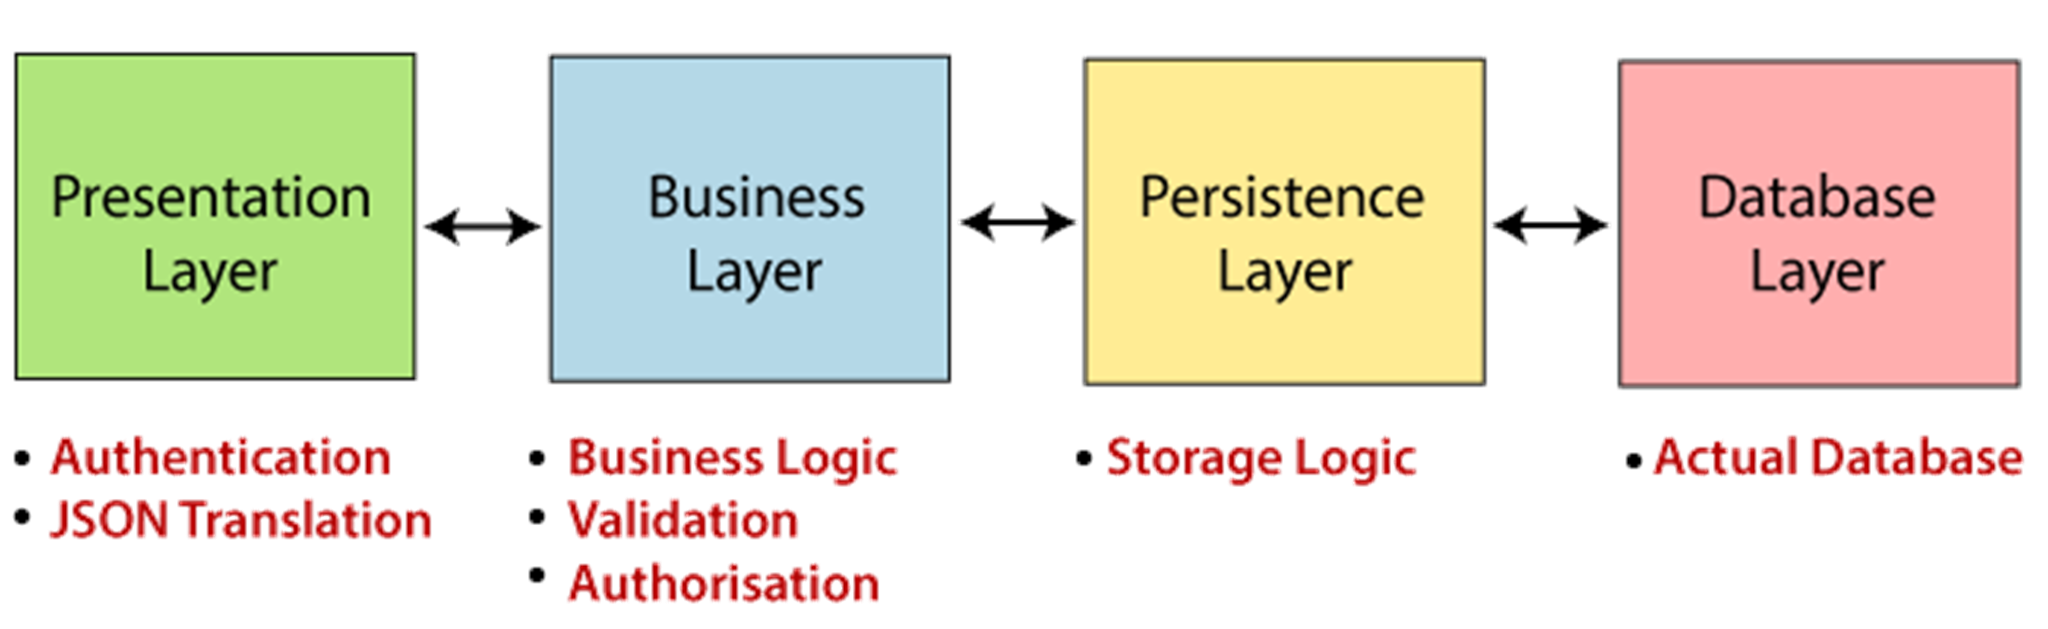 Presentation
Layer
Business
Layer
Persistence
Layer
Database
Layer
• Authentication
• JSON Translation
• Business Logic
• Validation
• Authorisation
• Storage Logic
• Actual Database